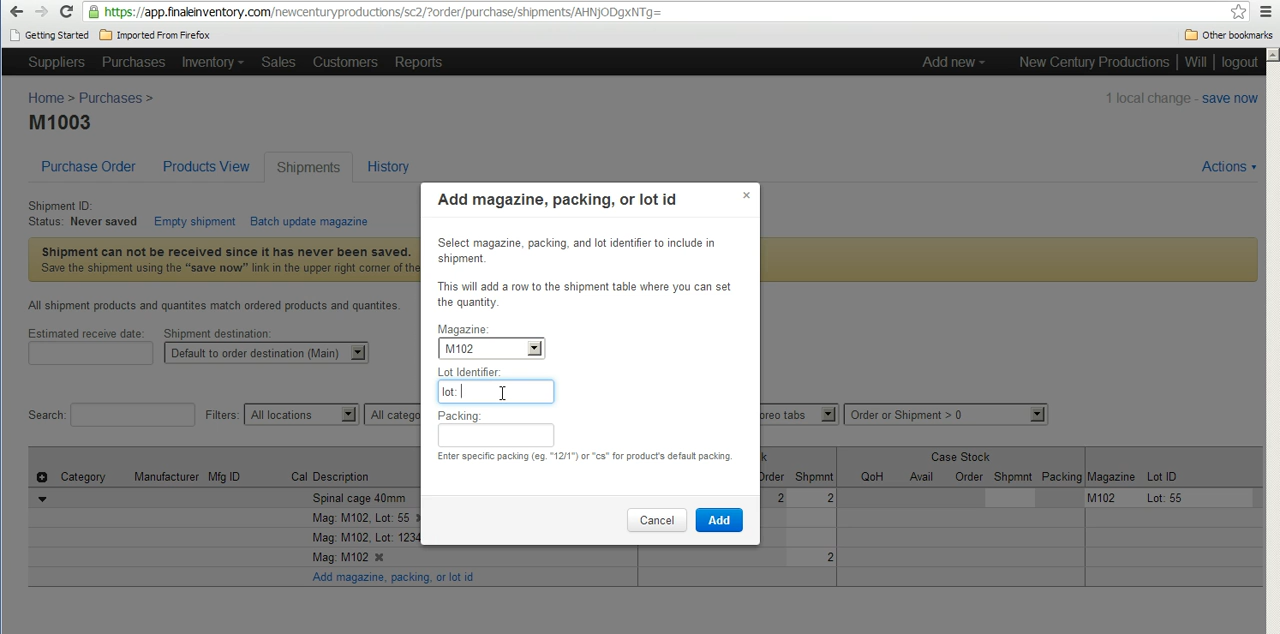 https://app.finaleinventory.com/newcenturyproductions/sc2/?order/purchase/shipments/AHNjODgxNTg=
Getting Started Imported From Firefox Other bookmarks
Suppliers Purchases Inventory Sales Customers Reports Add new New Century Productions | Will | logout
Home > Purchases > 1 local change - save now
M1003
Purchase Order Products View Shipments History Actions
Shipment ID:
Status: Never saved Empty shipment Batch update magazine
Shipment can not be received since it has never been saved.
Save the shipment using the “save now” link in the upper right corner of the
All shipment products and quantites match ordered products and quantites.
Estimated receive date: Shipment destination:
Default to order destination (Main)
Search: Filters: All locations All catego oreo tabs Order or Shipment > 0
Case Stock
Category Manufacturer Mfg ID Cal Description Order Shpmnt QoH Avail Order Shpmnt Packing Magazine Lot ID
Spinal cage 40mm 2 2 M102 Lot: 55
Mag: M102, Lot: 55
Mag: M102, Lot: 1234
Mag: M102 2
Add magazine, packing, or lot id
Add magazine, packing, or lot id ×
Select magazine, packing, and lot identifier to include in
shipment.
This will add a row to the shipment table where you can set
the quantity.
Magazine:
M102
Lot Identifier:
lot:
Packing:
Enter specific packing (eg. "12/1") or "cs" for product's default packing.
Cancel Add